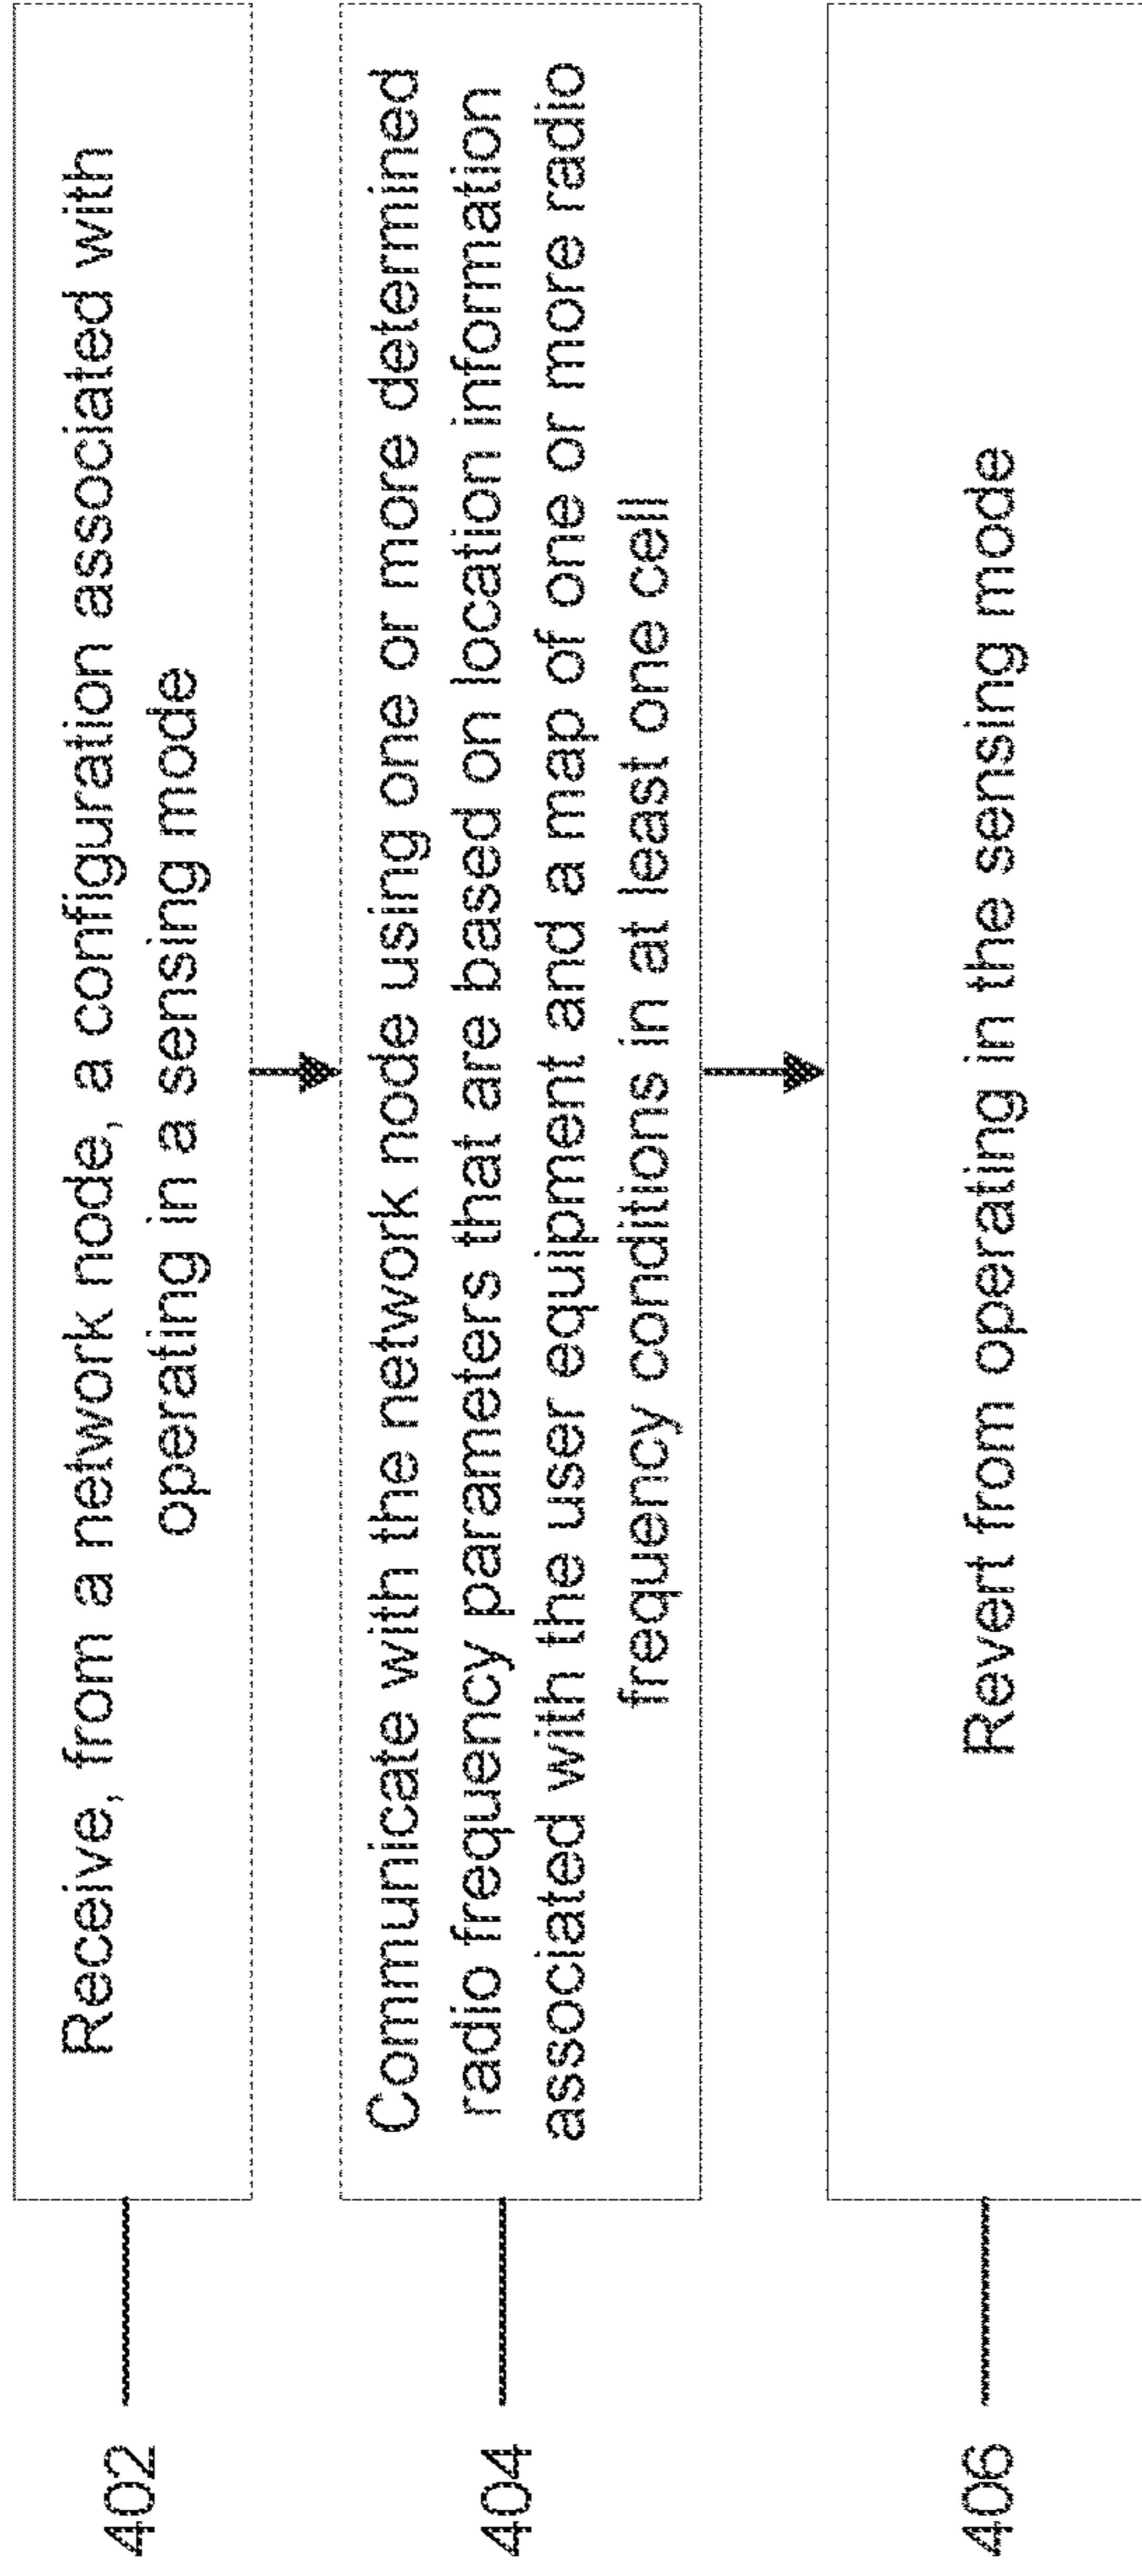 402
Receive, from a network node, a configuration associated with
operating in a sensing mode
404
Communicate with the network node using one or more determined
radio frequency parameters that are based on location information
associated with the user equipment and a map of one or more radio
frequency conditions in at least one cell
406
Revert from operating in the sensing mode